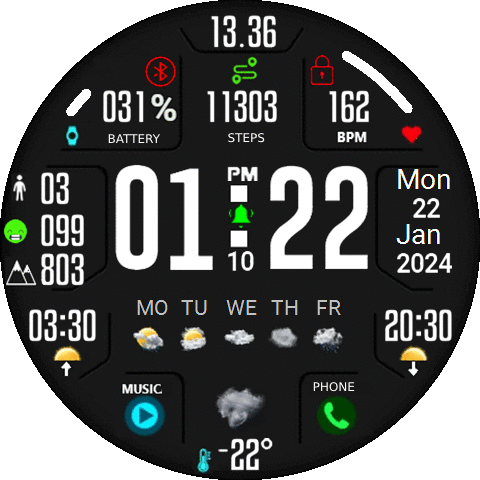 13.36
031% 11303 162
BATTERY STEPS BPM
03
099
803
01 PM 22
10
Mon
22
Jan
2024
MO TU WE TH FR
03:30 20:30
MUSIC PHONE
-22°